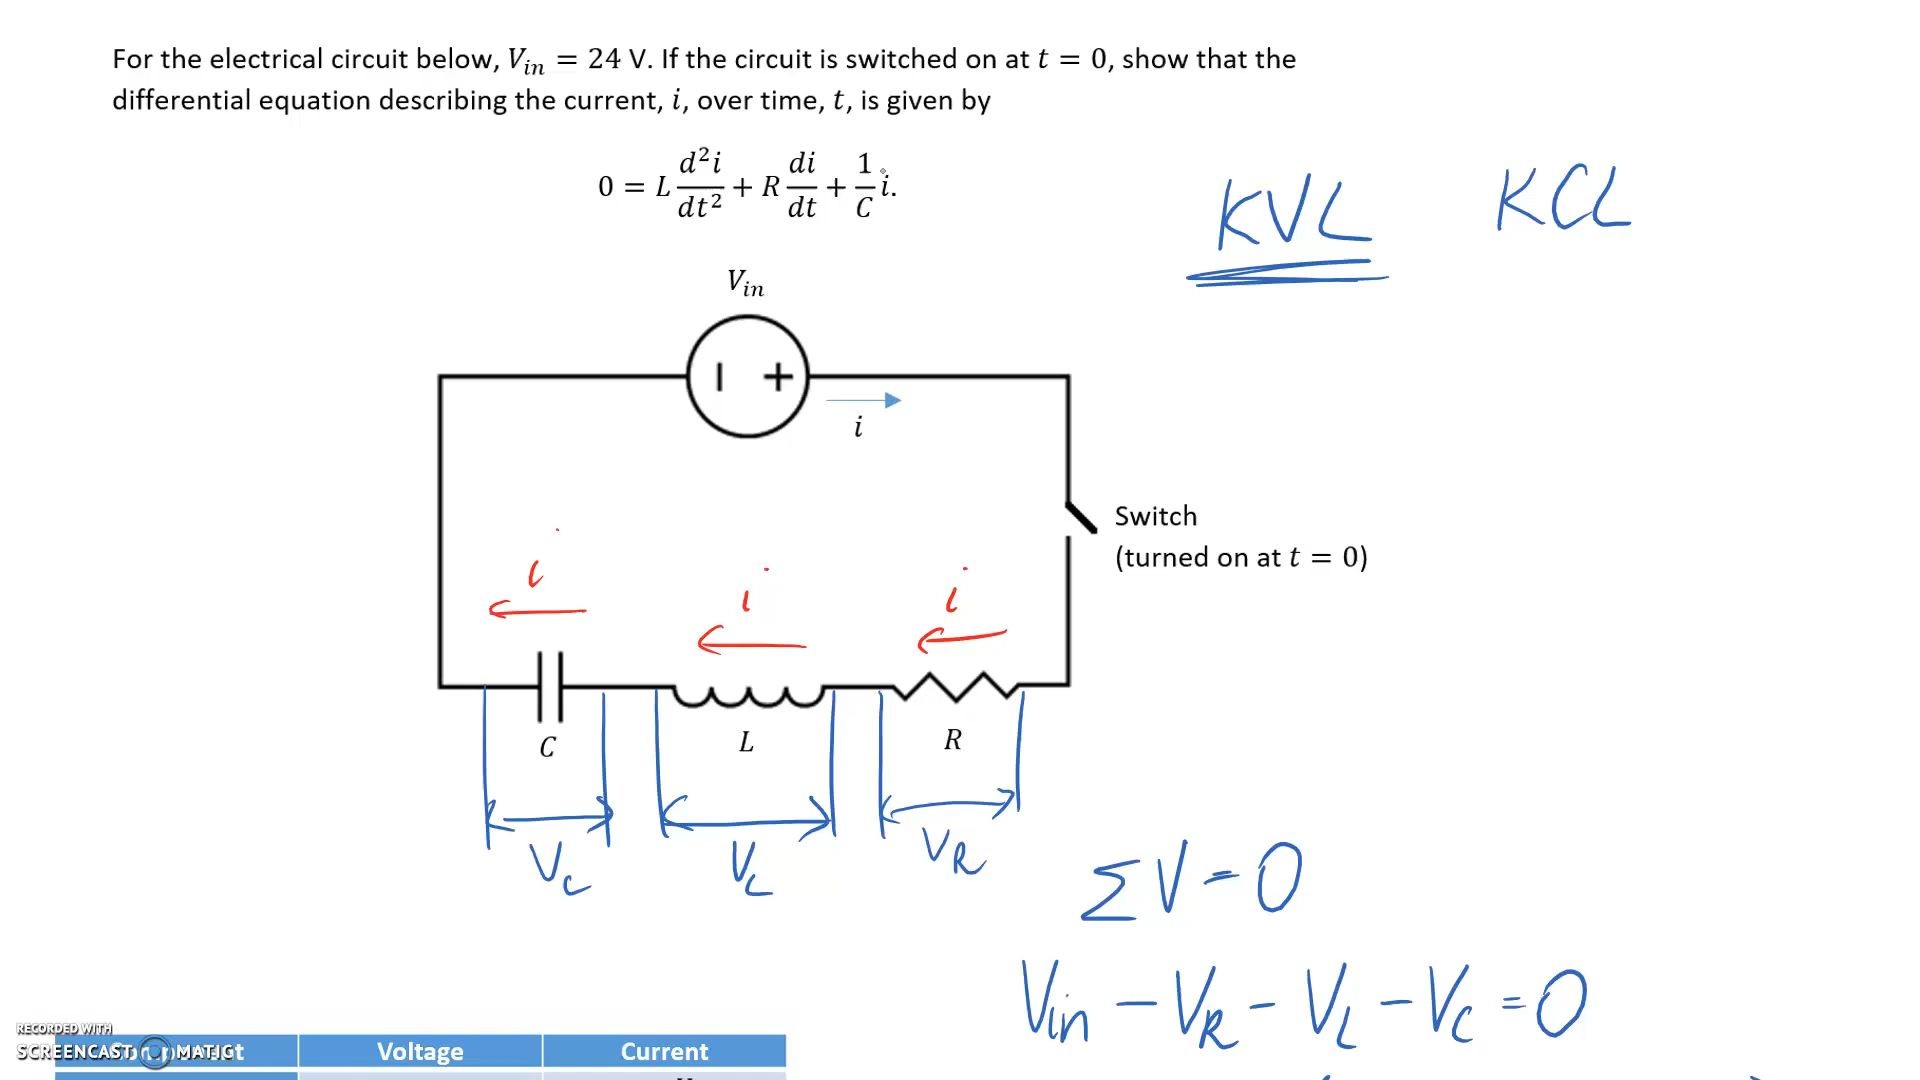 For the electrical circuit below, V_in = 24 V. If the circuit is switched on at t = 0, show that the
differential equation describing the current, i, over time, t, is given by
0 = L d²i/dt² + R di/dt + 1/C i.
KVL KCL
V_in
i
Switch
(turned on at t = 0)
i i i
C L R
V_C V_L V_R
ΣV = 0
V_in − V_R − V_L − V_C = 0
RECORDED WITH
SCREENCAST MATIC
Voltage Current